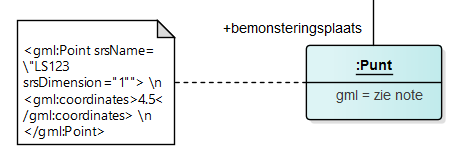 +bemonsteringsplaats
<gml:Point srsName=
\"LS123
srsDimension="1""> \n
<gml:coordinates>4.5<
/gml:coordinates> \n
</gml:Point>
:Punt
gml = zie note